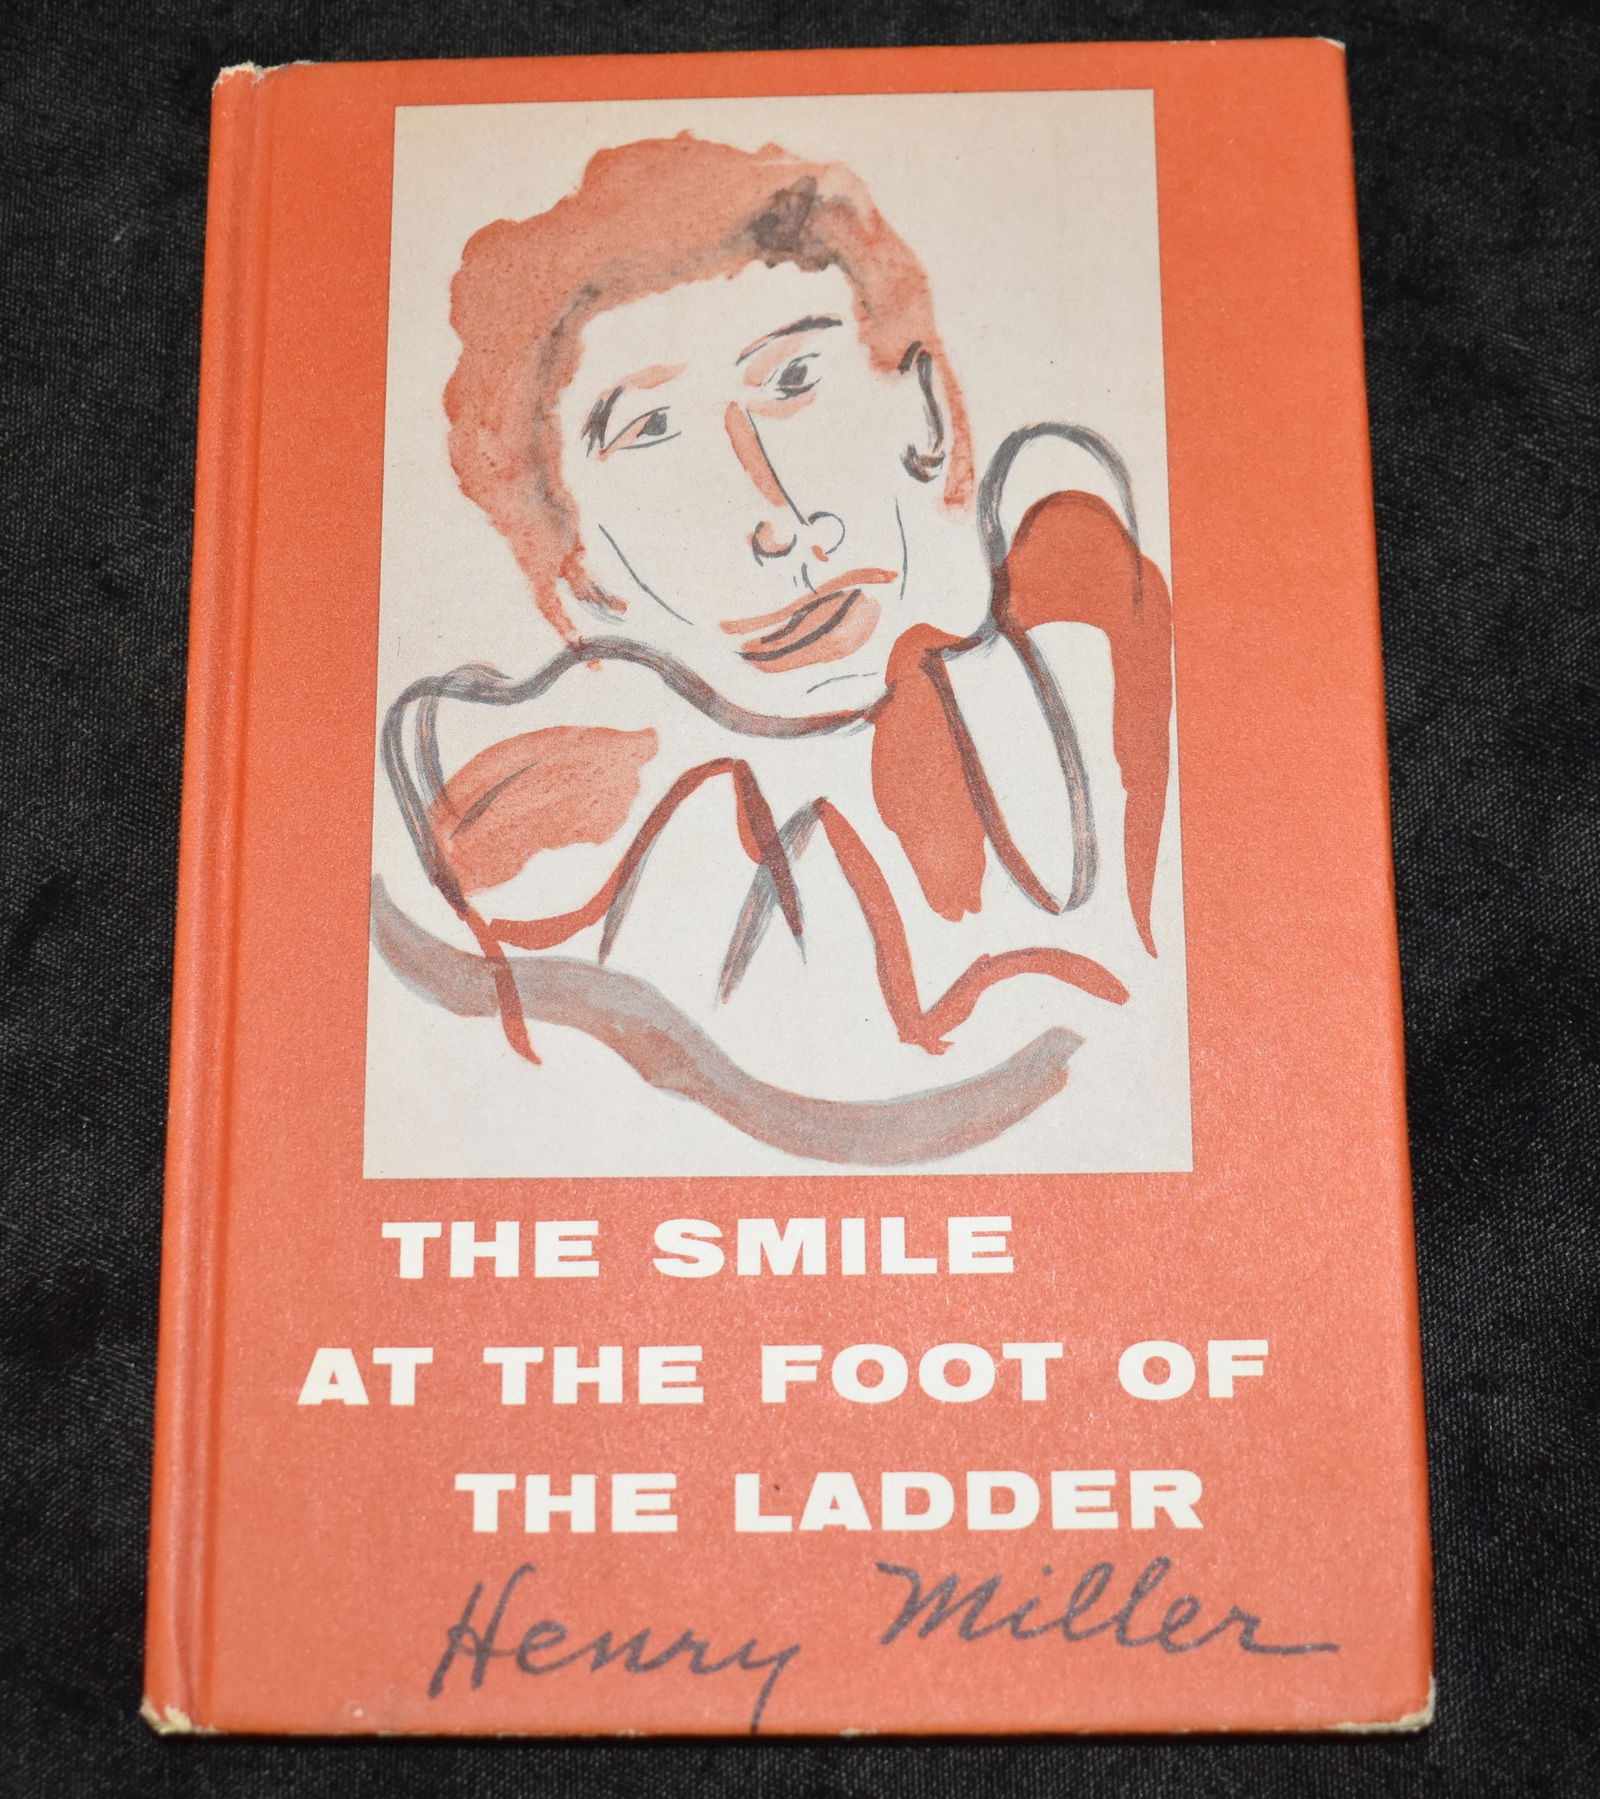 THE SMILE
AT THE FOOT OF
THE LADDER
Henry Miller